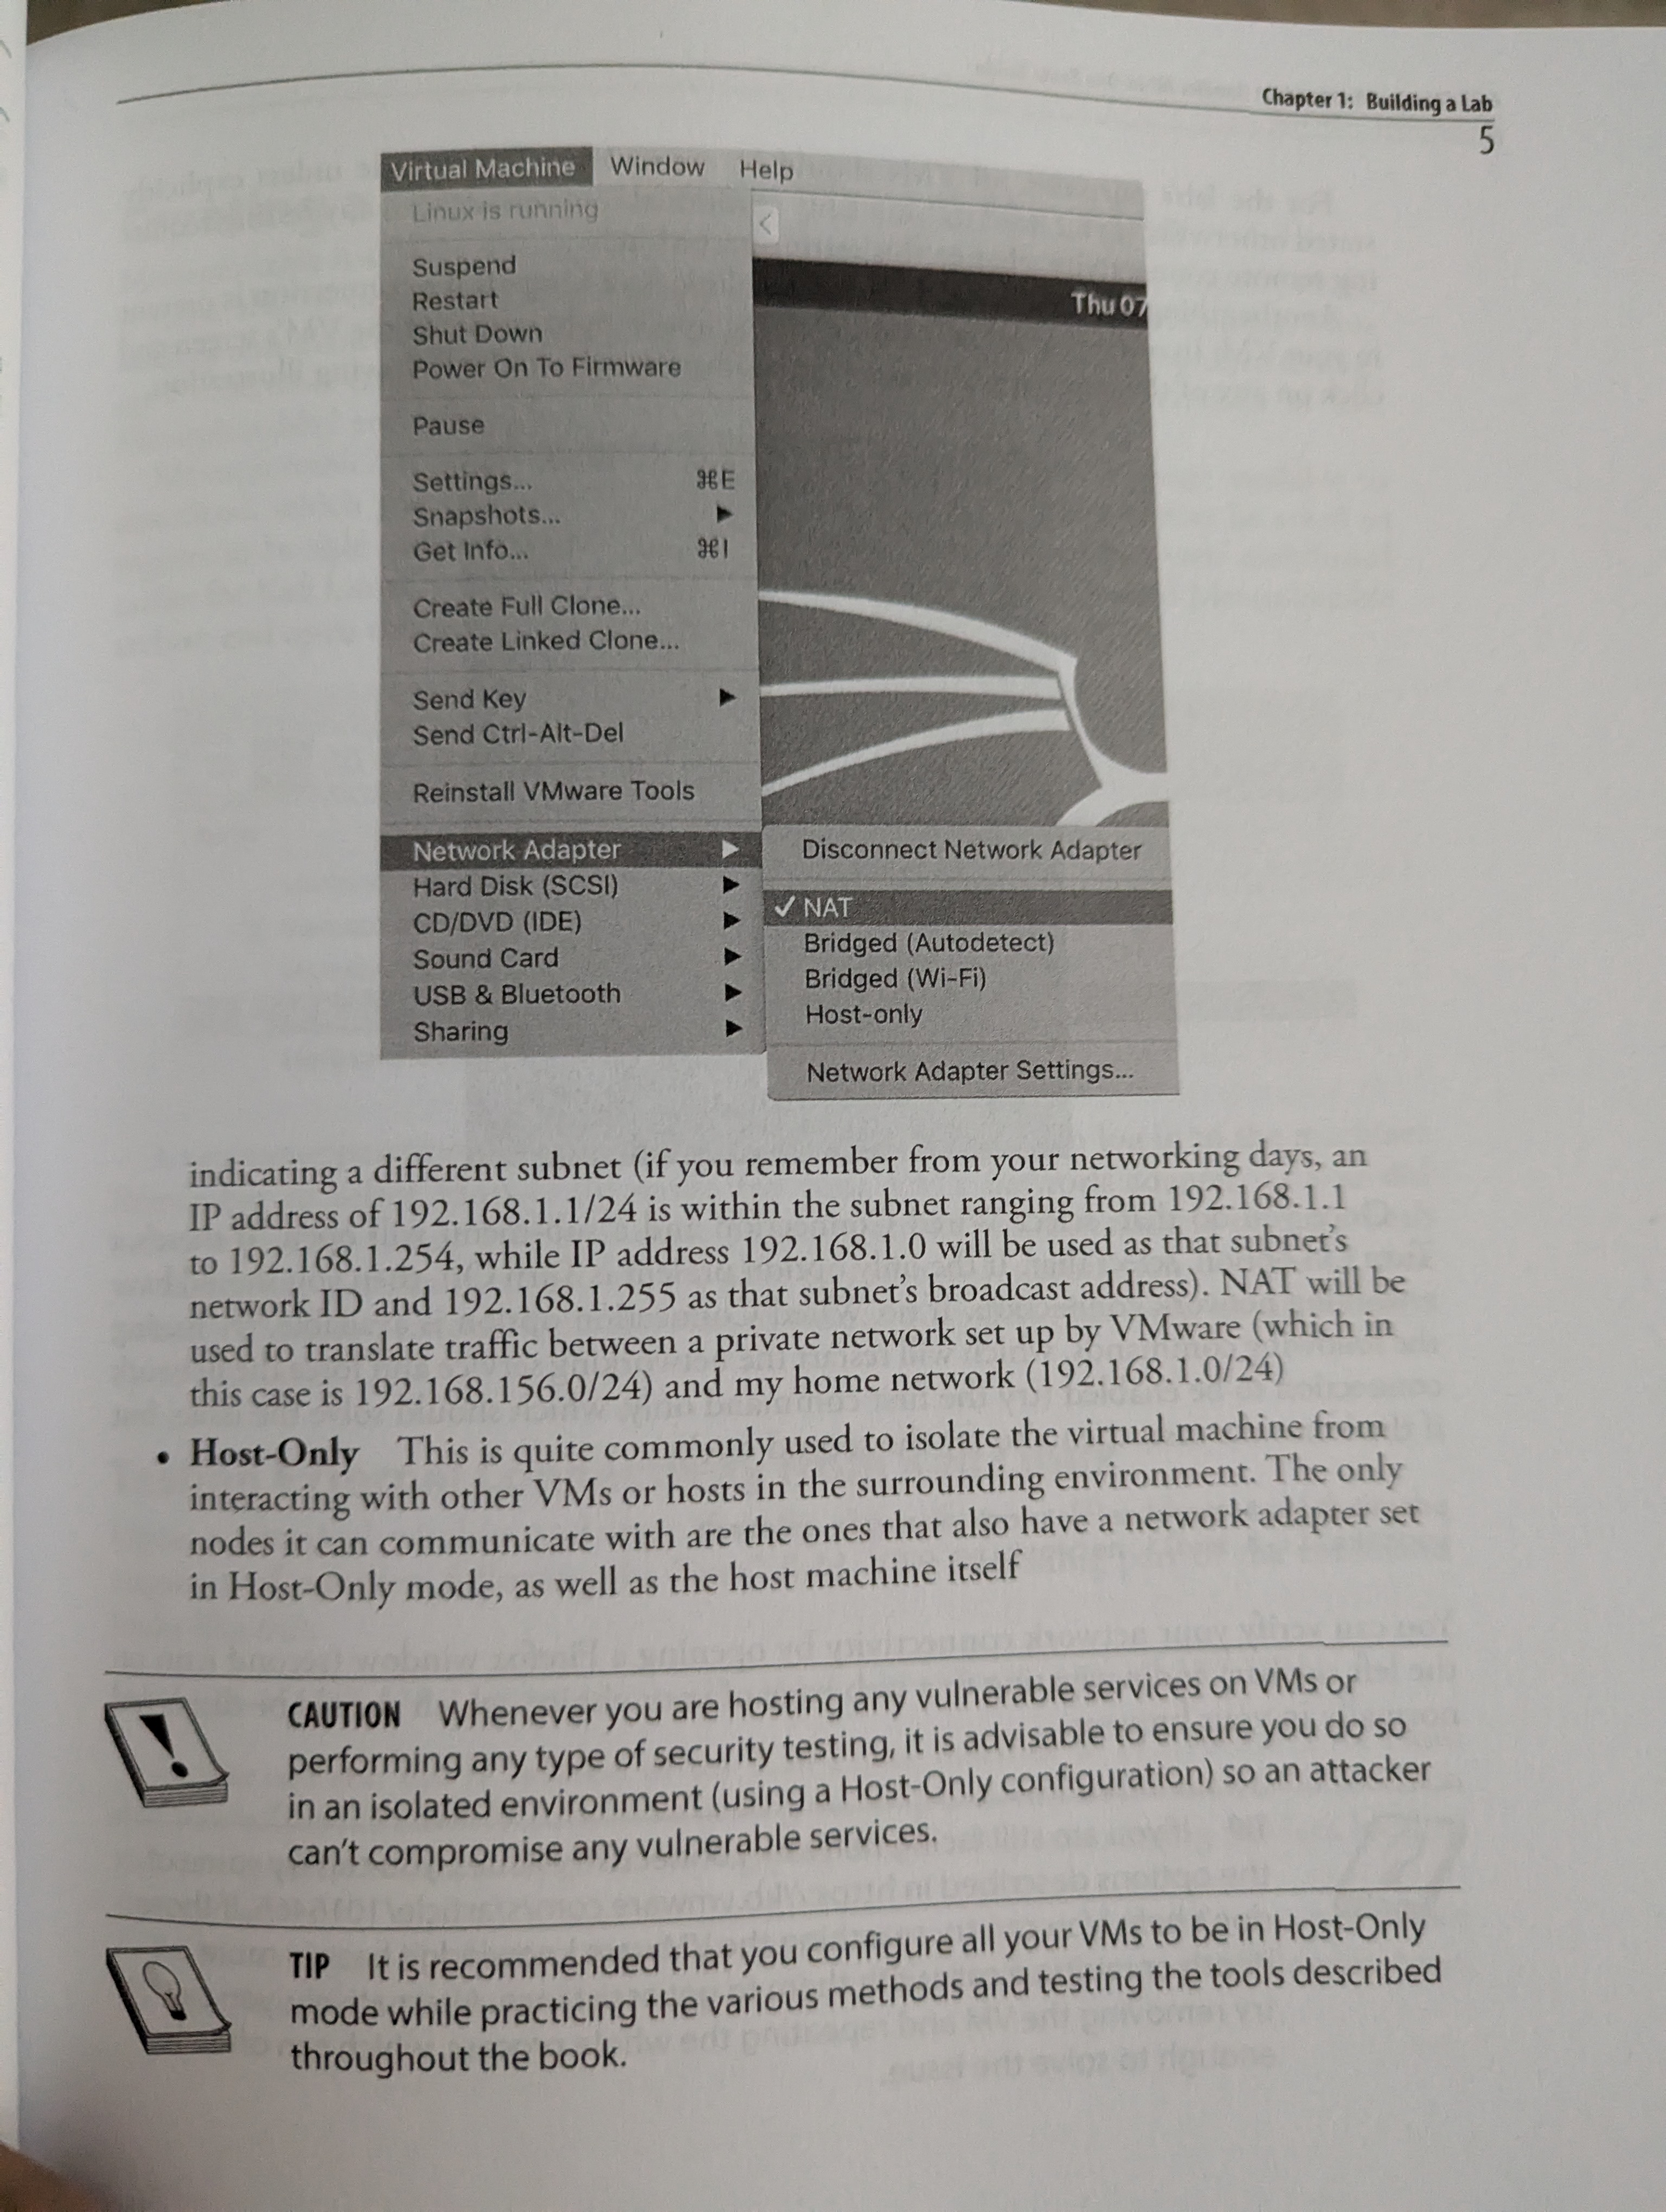 Chapter 1: Building a Lab
5
Virtual Machine Window Help
Linux is running
<
Thu 07
Suspend
Restart
Shut Down
Power On To Firmware
Pause
Settings... ⌘E
Snapshots... ▶
Get Info... ⌘I
Create Full Clone...
Create Linked Clone...
Send Key ▶
Send Ctrl-Alt-Del
Reinstall VMware Tools
Network Adapter ▶
Hard Disk (SCSI) ▶
CD/DVD (IDE) ▶
Sound Card ▶
USB & Bluetooth ▶
Sharing ▶
Disconnect Network Adapter
✓ NAT
Bridged (Autodetect)
Bridged (Wi-Fi)
Host-only
Network Adapter Settings...
indicating a different subnet (if you remember from your networking days, an
IP address of 192.168.1.1/24 is within the subnet ranging from 192.168.1.1
to 192.168.1.254, while IP address 192.168.1.0 will be used as that subnet's
network ID and 192.168.1.255 as that subnet's broadcast address). NAT will be
used to translate traffic between a private network set up by VMware (which in
this case is 192.168.156.0/24) and my home network (192.168.1.0/24)
• Host-Only This is quite commonly used to isolate the virtual machine from
interacting with other VMs or hosts in the surrounding environment. The only
nodes it can communicate with are the ones that also have a network adapter set
in Host-Only mode, as well as the host machine itself
CAUTION Whenever you are hosting any vulnerable services on VMs or
performing any type of security testing, it is advisable to ensure you do so
in an isolated environment (using a Host-Only configuration) so an attacker
can't compromise any vulnerable services.
TIP It is recommended that you configure all your VMs to be in Host-Only
mode while practicing the various methods and testing the tools described
throughout the book.